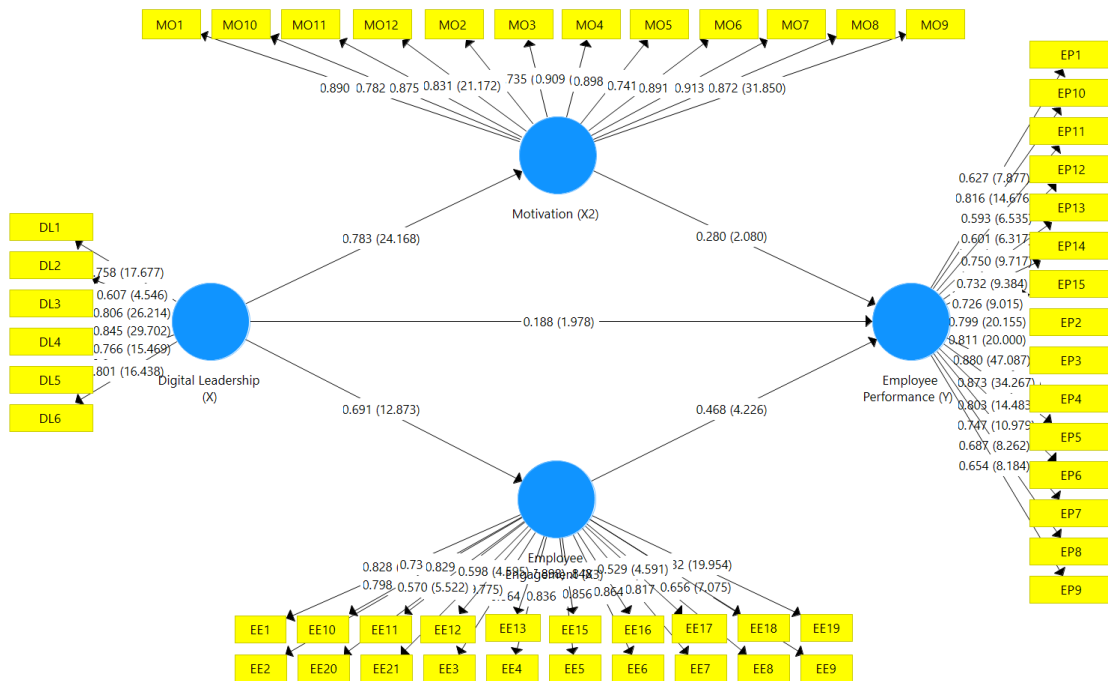 MO1 MO10 MO11 MO12 MO2 MO3 MO4 MO5 MO6 MO7 MO8 MO9
0.890 0.782 0.875 0.831 (21.172) 0.909 0.898 0.741 0.891 0.913 0.872 (31.850)
Motivation (X2)
0.783 (24.168)
0.280 (2.080)
DL1
DL2
DL3
DL4
DL5
DL6
(17.677)
0.607 (4.546)
0.806 (26.214)
0.845 (29.702)
0.766 (15.469)
(16.438)
Digital Leadership
(X)
0.188 (1.978)
0.691 (12.873)
0.468 (4.226)
Employee
Performance (Y)
0.627 (7.877)
0.816 (14.676
0.593 (6.535)
0.601 (6.317)
0.750 (9.717)
0.732 (9.384)
0.726 (9.015)
0.799 (20.155)
0.811 (20.000)
0.880 (47.087)
0.873 (34.267)
0.803 (14.483)
0.747 (10.979)
0.687 (8.262)
0.654 (8.184)
EP1
EP10
EP11
EP12
EP13
EP14
EP15
EP2
EP3
EP4
EP5
EP6
EP7
EP8
EP9
Employee
Engagement (X3)
0.828 0.829 0.598 0.529 (4.591) (19.954)
0.798 0.570 (5.522) 0.836 0.856 0.864 0.817 0.656 (7.075)
EE1 EE10 EE11 EE12 EE13 EE15 EE16 EE17 EE18 EE19
EE2 EE20 EE21 EE3 EE4 EE5 EE6 EE7 EE8 EE9